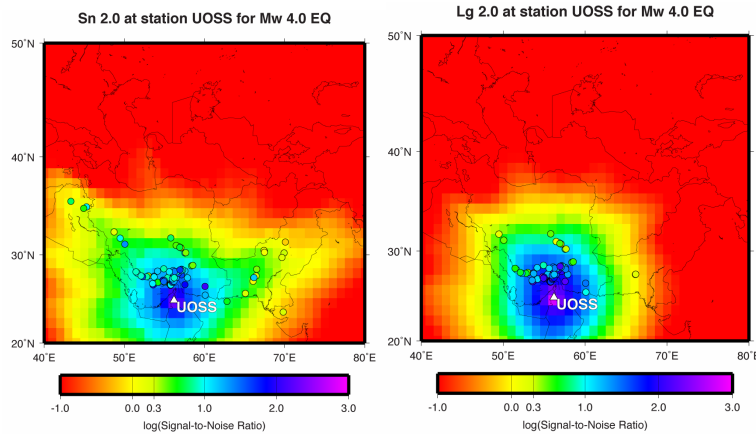 Sn 2.0 at station UOSS for Mw 4.0 EQ
50˚N
40˚N
30˚N
20˚N
40˚E
50˚E
60˚E
70˚E
80˚E
UOSS
-1.0
0.0
0.3
1.0
2.0
3.0
log(Signal-to-Noise Ratio)
Lg 2.0 at station UOSS for Mw 4.0 EQ
50˚N
40˚N
30˚N
20˚N
40˚E
50˚E
60˚E
70˚E
80˚E
UOSS
-1.0
0.0
0.3
1.0
2.0
3.0
log(Signal-to-Noise Ratio)